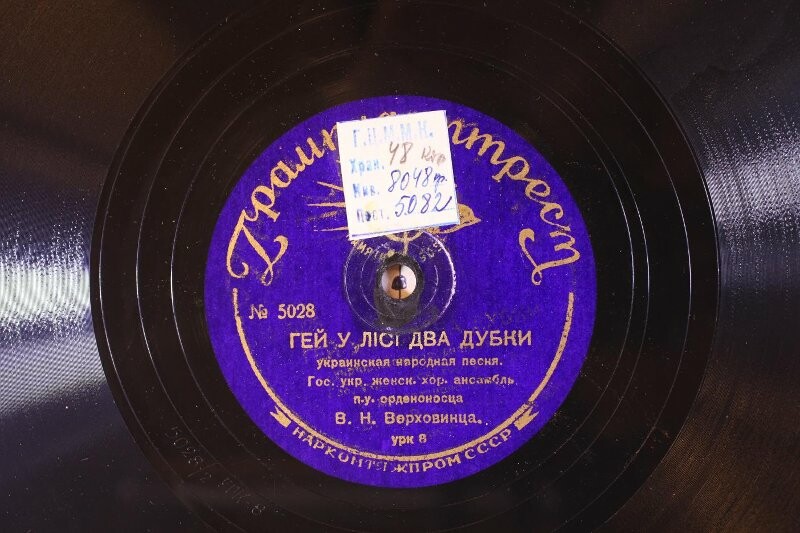 Г.Ц.М.М.К.
Хран. 48
Инв. 8048
Пост. 5082
№ 5028
ГЕЙ У ЛІСІ ДВА ДУБКИ
украинская народная песня.
Гос. укр. женск. хор. ансамбль
п-у. орденоносца
В. Н. Верховинца.
урк 8
НАРКОМТЯЖПРОМ СССР